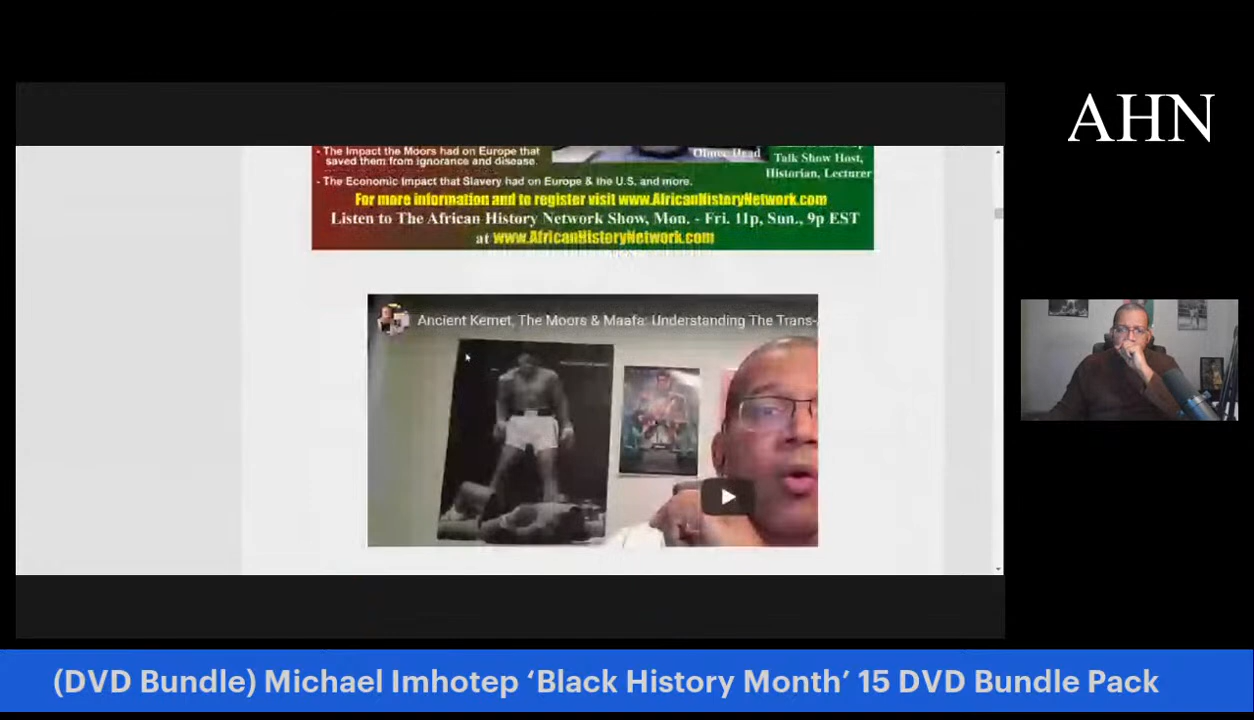 AHN
- The Impact the Moors had on Europe that
saved them from ignorance and disease.
Talk Show Host,
Historian, Lecturer
- The Economic Impact that Slavery had on Europe & the U.S. and more.
For more information and to register visit www.AfricanHistoryNetwork.com
Listen to The African History Network Show, Mon. - Fri. 11p, Sun., 9p EST
at www.AfricanHistoryNetwork.com
Ancient Kemet, The Moors & Maafa: Understanding The Trans-
(DVD Bundle) Michael Imhotep ‘Black History Month’ 15 DVD Bundle Pack